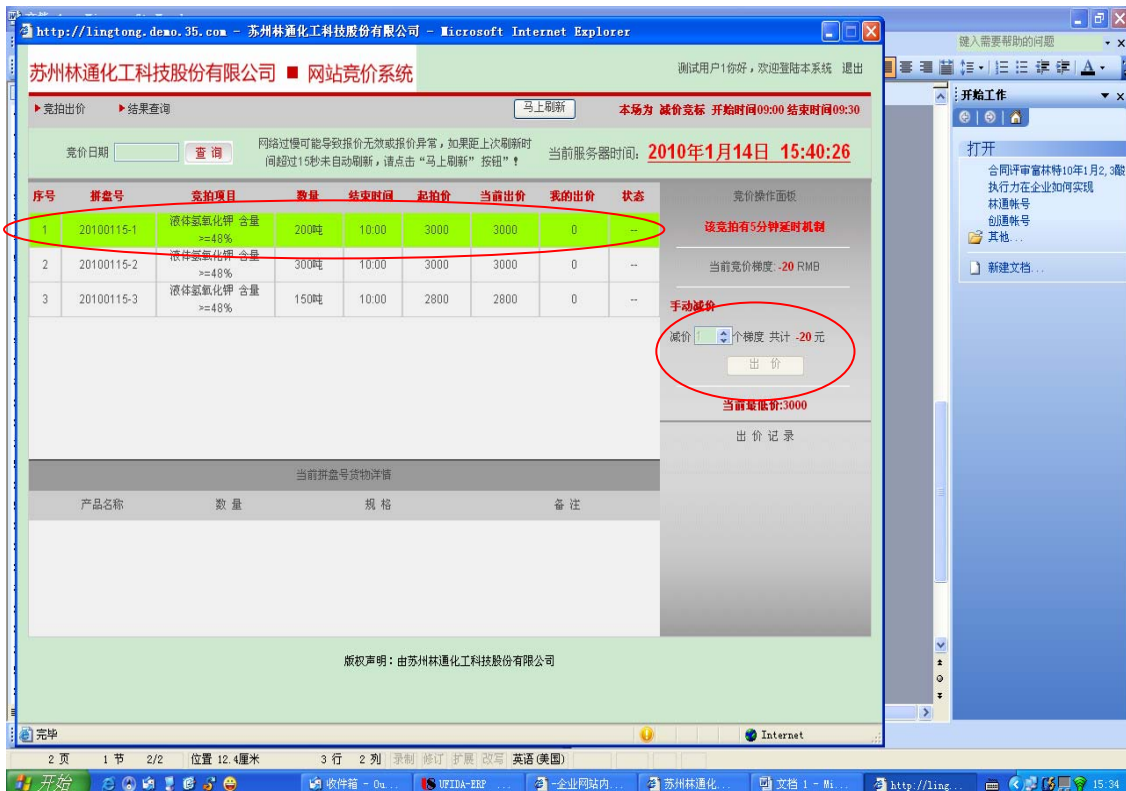 http://lingtong.demo.35.com - 苏州林通化工科技股份有限公司 - Microsoft Internet Explorer
键入需要帮助的问题
苏州林通化工科技股份有限公司 ■ 网站竞价系统
测试用户1你好，欢迎登陆本系统 退出
开始工作
竞拍出价 结果查询
马上刷新
本场为 减价竞标 开始时间09:00 结束时间09:30
竞价日期
查 询
网络过慢可能导致报价无效或报价异常，如果距上次刷新时
间超过15秒未自动刷新，请点击“马上刷新”按钮”！
当前服务器时间: 2010年1月14日 15:40:26
打开
合同评审富林特10年1月2,3酸
执行力在企业如何实现
林通帐号
创通帐号
其他...
新建文档...
序号 拼盘号 竞拍项目 数量 结束时间 起拍价 当前出价 我的出价 状态
1 20100115-1 液体氢氧化钾 含量 >=48% 200吨 10:00 3000 3000 0 --
2 20100115-2 液体氢氧化钾 含量 >=48% 300吨 10:00 3000 3000 0 --
3 20100115-3 液体氢氧化钾 含量 >=48% 150吨 10:00 2800 2800 0 --
竞价操作面板
该竞拍有5分钟延时机制
当前竞价梯度:-20 RMB
手动减价
减价 1 个梯度 共计 -20 元
出 价
当前最低价:3000
出 价 记 录
当前拼盘号货物详情
产品名称 数 量 规 格 备 注
版权声明：由苏州林通化工科技股份有限公司
完毕
Internet
2 页 1 节 2/2 位置 12.4厘米 3 行 2 列 录制 修订 扩展 改写 英语(美国)
开始
收件箱 - Ou...
UFIDA-ERP ...
-企业网站内...
苏州林通化...
文档 1 - Mi...
http://ling...
15:34